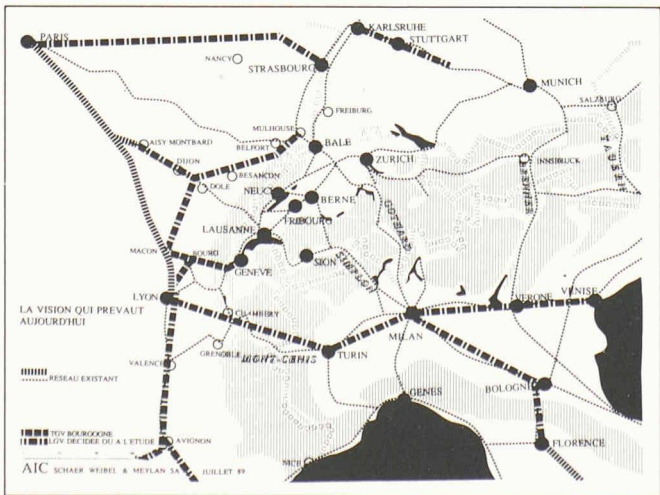 PARIS
KARLSRUHE
STUTTGART
NANCY
STRASBOURG
MUNICH
SALZBURG
FREIBURG
MULHOUSE
AISY MONTBARD
BELFORT
BALE
ZURICH
TAUERN
DIJON
BESANÇON
INNSBRUCK
DOLE
NEUCH
BERNE
FRIBOURG
GOTHARD
LAUSANNE
MACON
BOURG
GENEVE
SION
SIMPLON
LA VISION QUI PREVAUT
AUJOURD'HUI
LYON
CHAMBERY
VERONE
VENISE
MILAN
GRENOBLE
MONT-CENIS
TURIN
VALENCE
RESEAU EXISTANT
GENES
BOLOGNE
TGV BOURGOGNE
LGV DECIDEE OU A L'ETUDE
AVIGNON
FLORENCE
AIC SCHAER WEIBEL & MEYLAN SA JUILLET 89